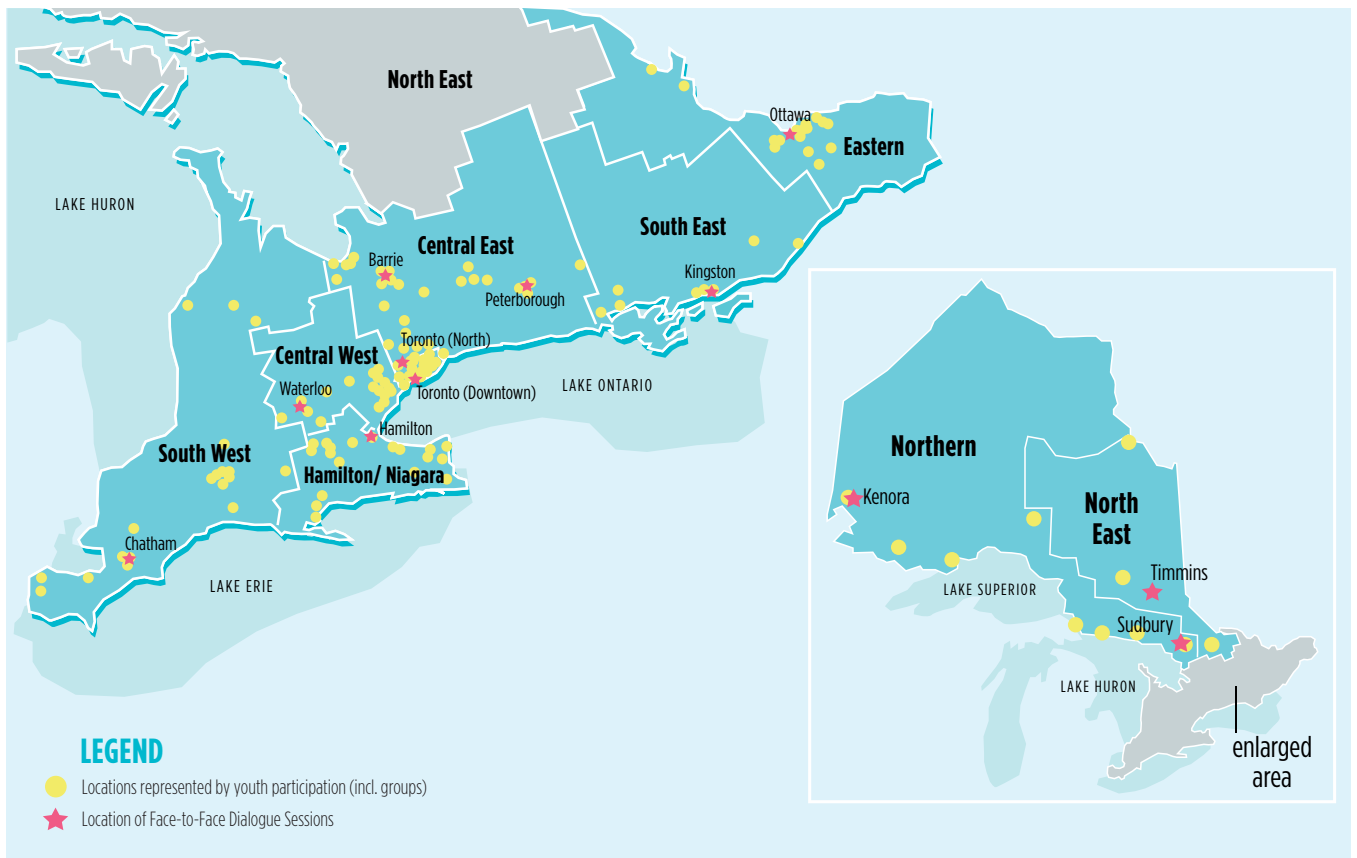 North East
Ottawa
Eastern
LAKE HURON
South East
Central East
Barrie
Kingston
Peterborough
Toronto (North)
Central West
Waterloo
LAKE ONTARIO
Toronto (Downtown)
Hamilton
South West
Hamilton/ Niagara
Chatham
LAKE ERIE
Northern
Kenora
North
East
Timmins
LAKE SUPERIOR
Sudbury
LAKE HURON
enlarged
area
LEGEND
Locations represented by youth participation (incl. groups)
Location of Face-to-Face Dialogue Sessions